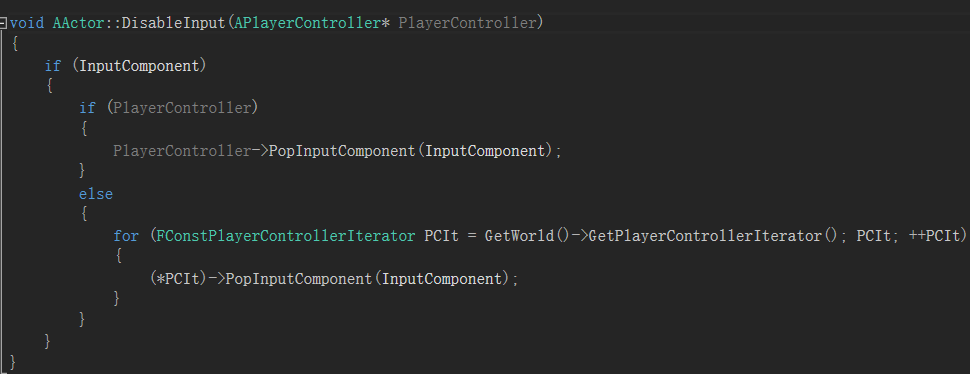 void AActor::DisableInput(APlayerController* PlayerController)
{
if (InputComponent)
{
if (PlayerController)
{
PlayerController->PopInputComponent(InputComponent);
}
else
{
for (FConstPlayerControllerIterator PCIt = GetWorld()->GetPlayerControllerIterator(); PCIt; ++PCIt)
{
(*PCIt)->PopInputComponent(InputComponent);
}
}
}
}